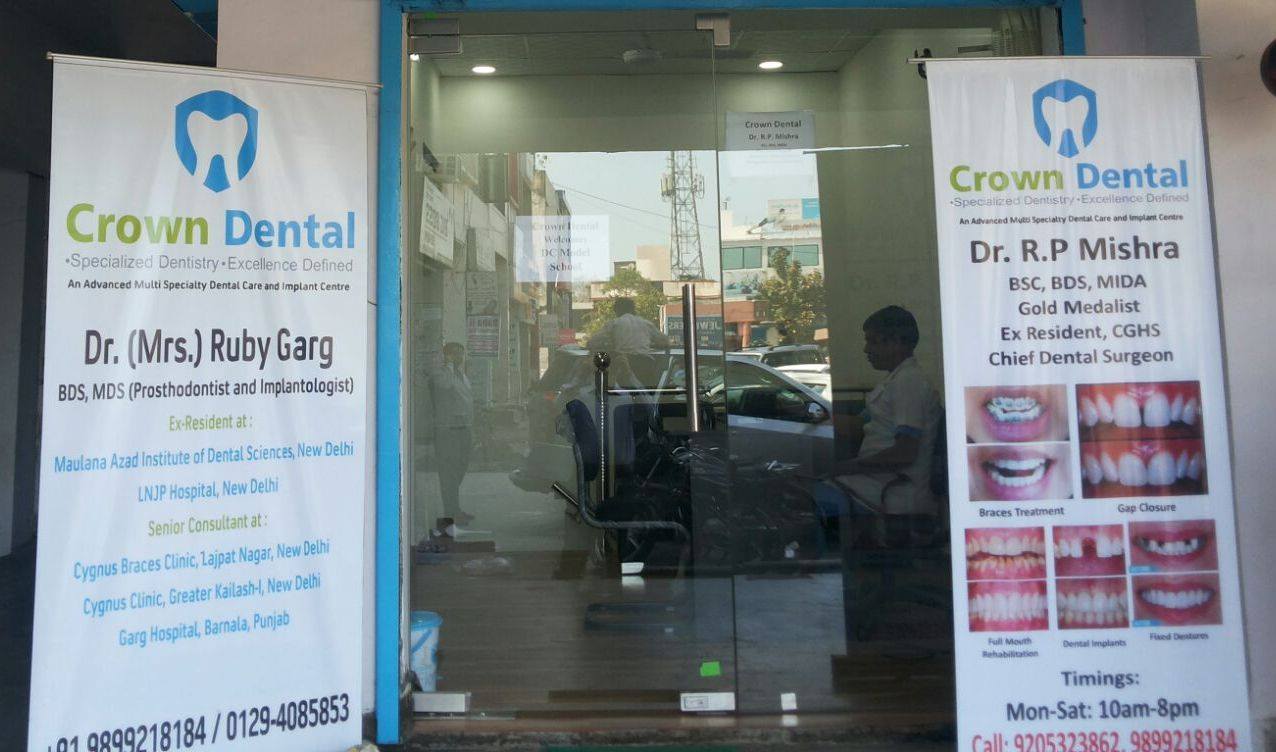 Crown Dental
•Specialized Dentistry•Excellence Defined
An Advanced Multi Specialty Dental Care and Implant Centre
Dr. (Mrs.) Ruby Garg
BDS, MDS (Prosthodontist and Implantologist)
Ex-Resident at :
Maulana Azad Institute of Dental Sciences, New Delhi
LNJP Hospital, New Delhi
Senior Consultant at :
Cygnus Braces Clinic, Lajpat Nagar, New Delhi
Cygnus Clinic, Greater Kailash-I, New Delhi
Garg Hospital, Barnala, Punjab
+91 9899218184 / 0129-4085853
Crown Dental
Dr. R.P. Mishra
Crown Dental
Welcomes
DC Model
School
Crown Dental
•Specialized Dentistry •Excellence Defined
An Advanced Multi Specialty Dental Care and Implant Centre
Dr. R.P Mishra
BSC, BDS, MIDA
Gold Medalist
Ex Resident, CGHS
Chief Dental Surgeon
Braces Treatment
Gap Closure
Full Mouth
Rehabilitation
Dental Implants
Fixed Dentures
Timings:
Mon-Sat: 10am-8pm
Call: 9205323862, 9899218184